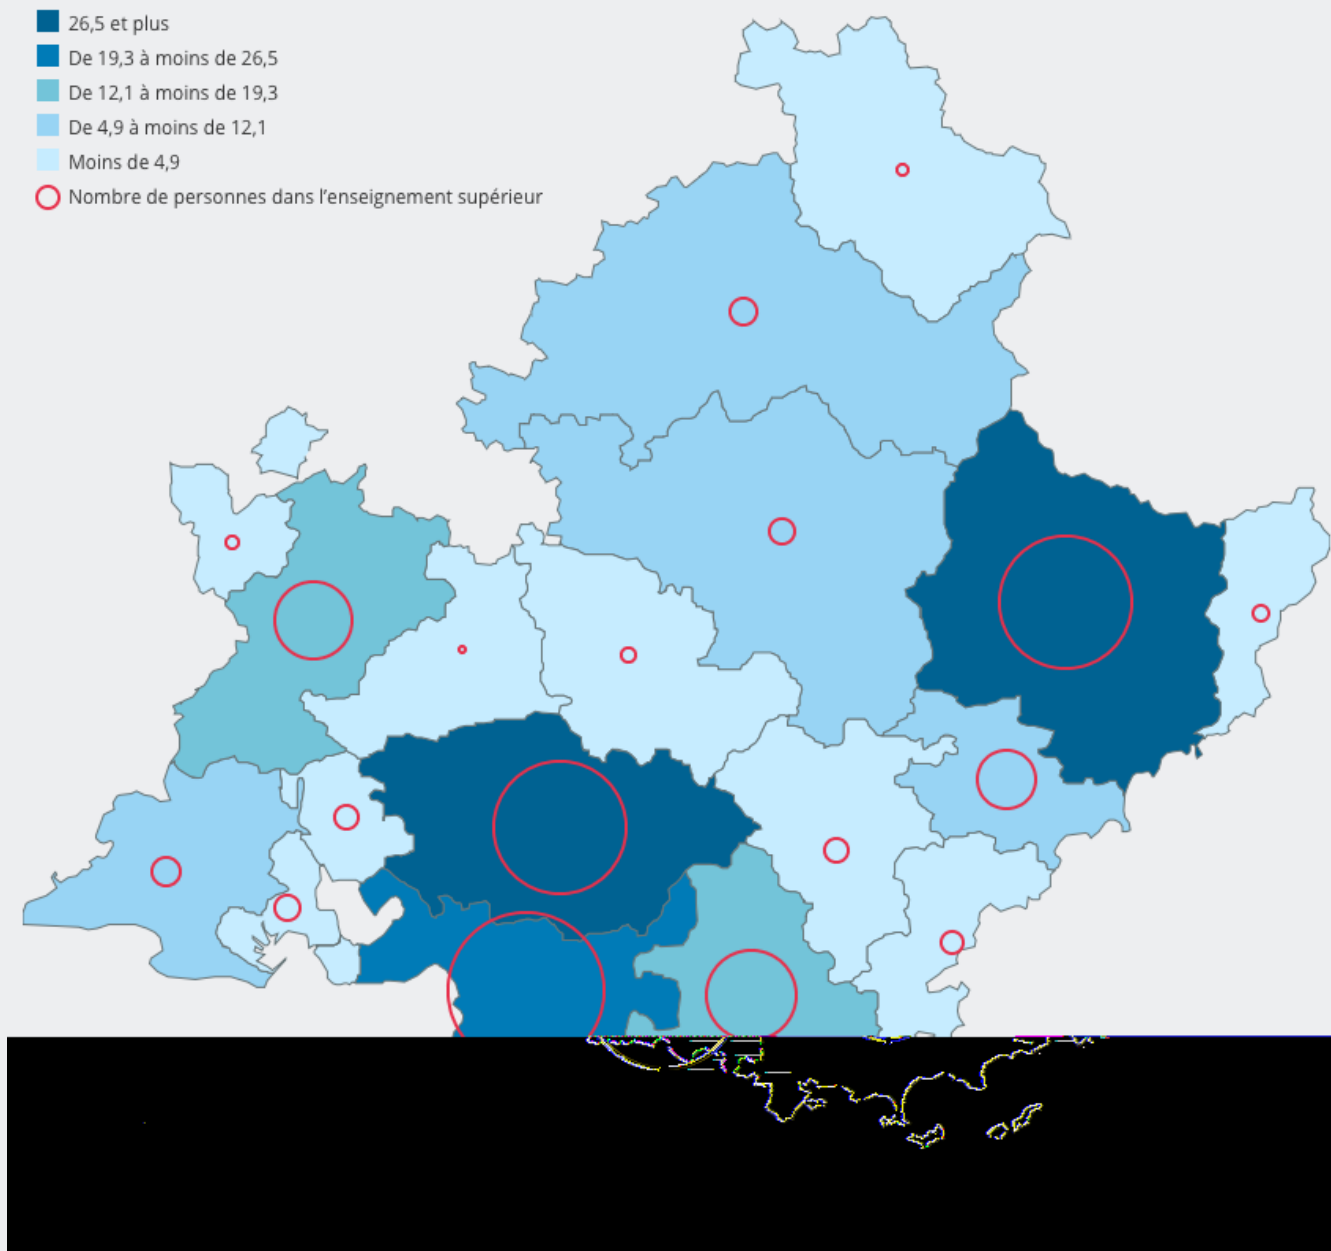 26,5 et plus
De 19,3 à moins de 26,5
De 12,1 à moins de 19,3
De 4,9 à moins de 12,1
Moins de 4,9
Nombre de personnes dans l’enseignement supérieur